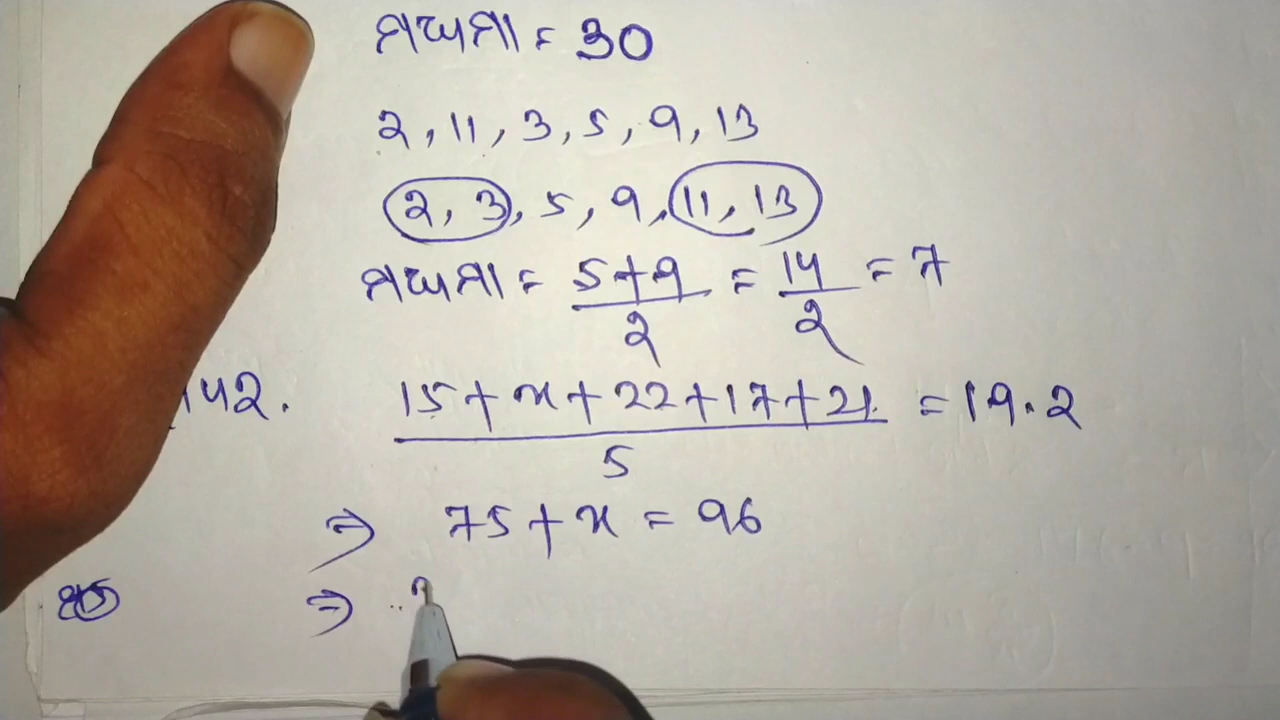 ମଧ୍ୟମା = 30
2, 11, 3, 5, 9, 13
2, 3, 5, 9, 11, 13
ମଧ୍ୟମା = 5+9/2 = 14/2 = 7
142. 15+x+22+17+21/5 = 19.2
⇒ 75+x = 96
⇒